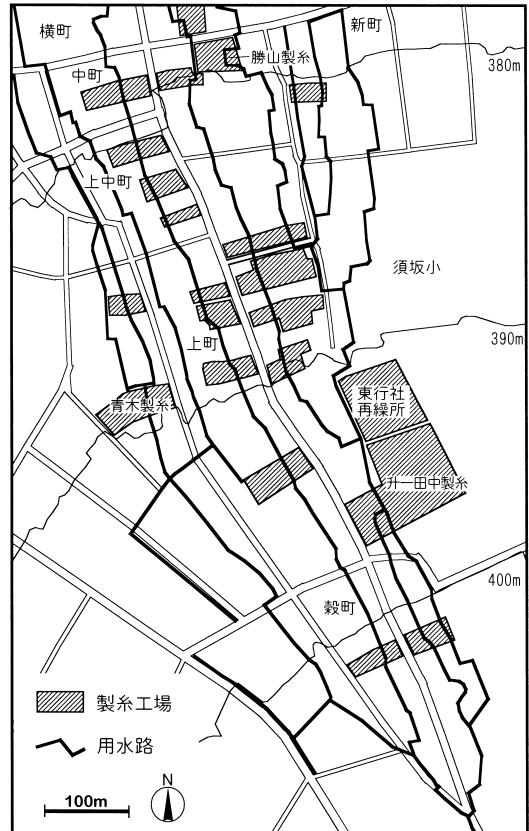 横町
新町
中町
勝山製糸
380m
上中町
須坂小
390m
上町
東行社
再繰所
青木製糸
升一田中製糸
400m
穀町
製糸工場
用水路
N
100m